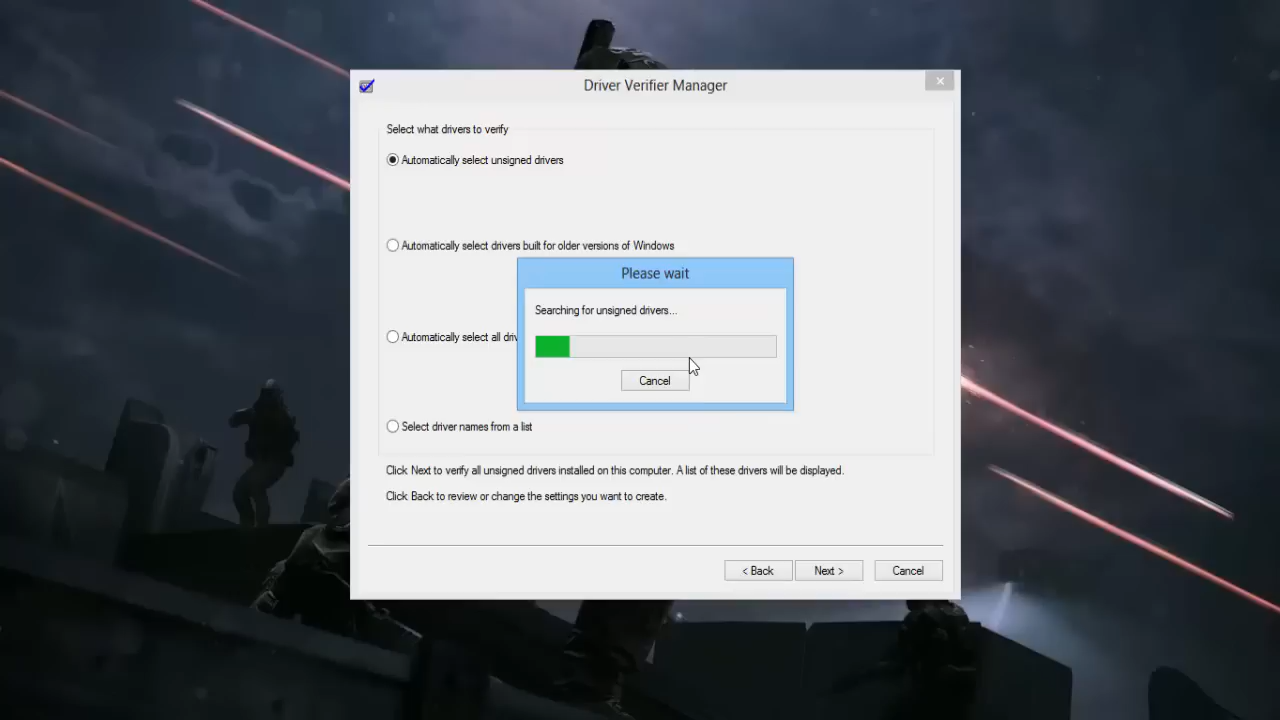 Driver Verifier Manager
Select what drivers to verify
Automatically select unsigned drivers
Automatically select drivers built for older versions of Windows
Please wait
Searching for unsigned drivers...
Automatically select all
Cancel
Select driver names from a list
Click Next to verify all unsigned drivers installed on this computer. A list of these drivers will be displayed.
Click Back to review or change the settings you want to create.
< Back
Next >
Cancel